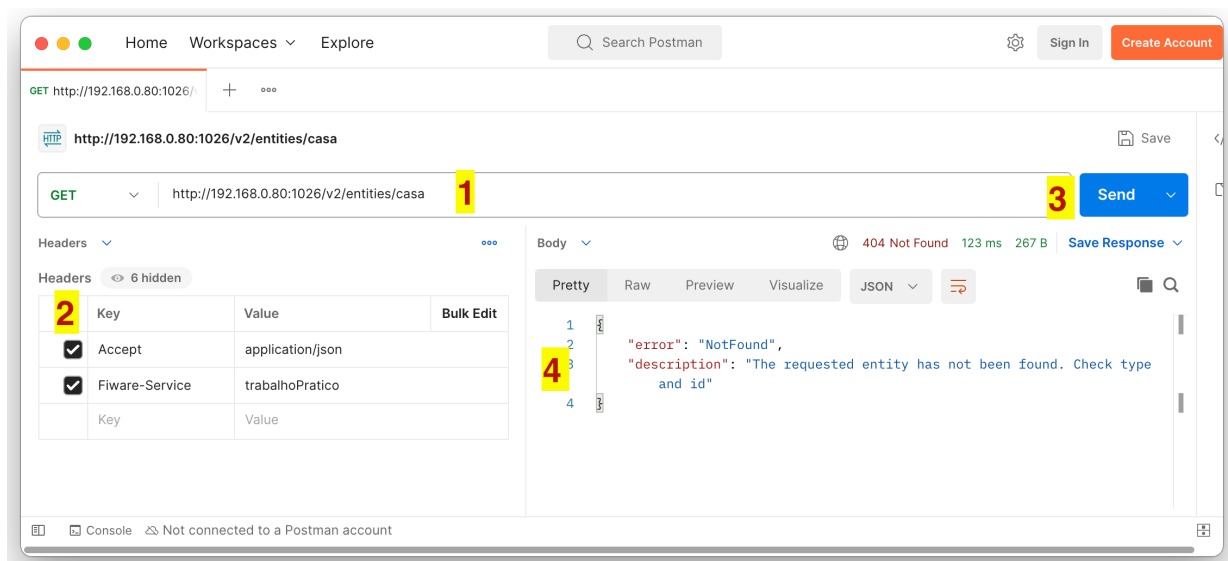 Home Workspaces Explore Search Postman Sign In Create Account
GET http://192.168.0.80:1026/
HTTP http://192.168.0.80:1026/v2/entities/casa Save
GET http://192.168.0.80:1026/v2/entities/casa 1 3 Send
Headers
Headers 6 hidden
2 Key Value Bulk Edit
Accept application/json
Fiware-Service trabalhoPratico
Key Value
Body 404 Not Found 123 ms 267 B Save Response
Pretty Raw Preview Visualize JSON
1 {
2 "error": "NotFound",
4 3 "description": "The requested entity has not been found. Check type
and id"
4 }
Console Not connected to a Postman account